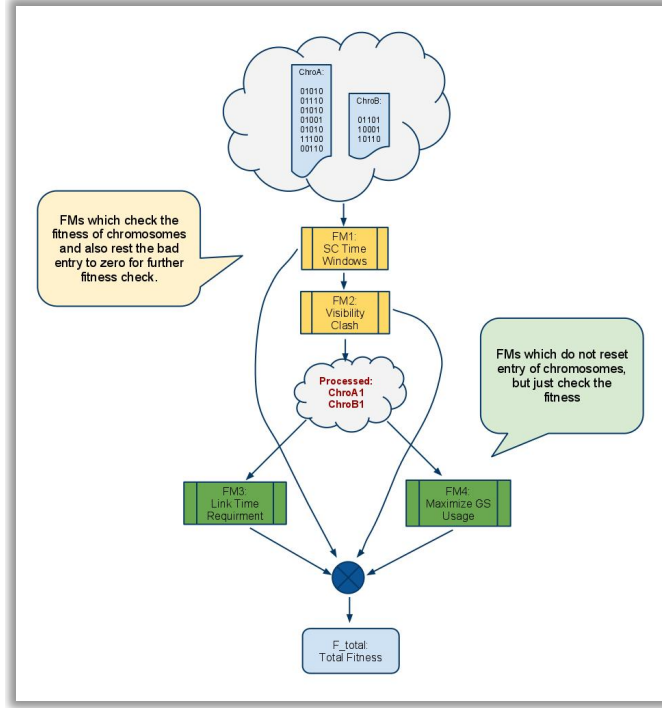 ChroA:
01010
01110
01010
01001
01010
11100
00110
ChroB:
01101
10001
10110
FMs which check the
fitness of chromosomes
and also rest the bad
entry to zero for further
fitness check.
FM1:
SC Time
Windows
FM2:
Visibility
Clash
Processed:
ChroA1
ChroB1
FMs which do not reset
entry of chromosomes,
but just check the
fitness
FM3:
Link Time
Requirment
FM4:
Maximize GS
Usage
F_total:
Total Fitness